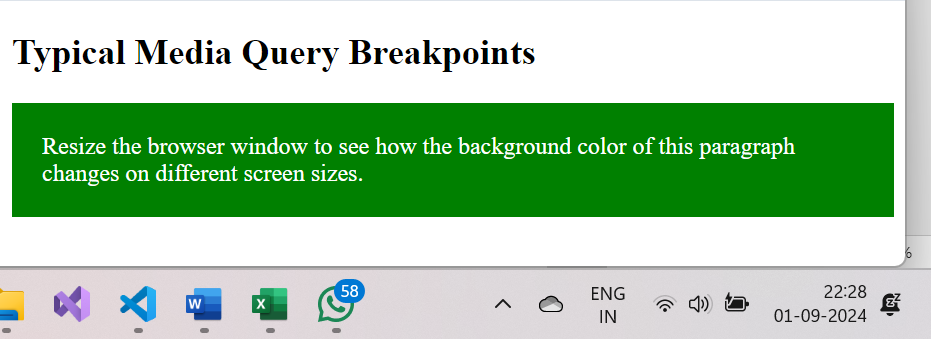 Typical Media Query Breakpoints
Resize the browser window to see how the background color of this paragraph
changes on different screen sizes.
%
W
X
58
ENG
IN
22:28
01-09-2024